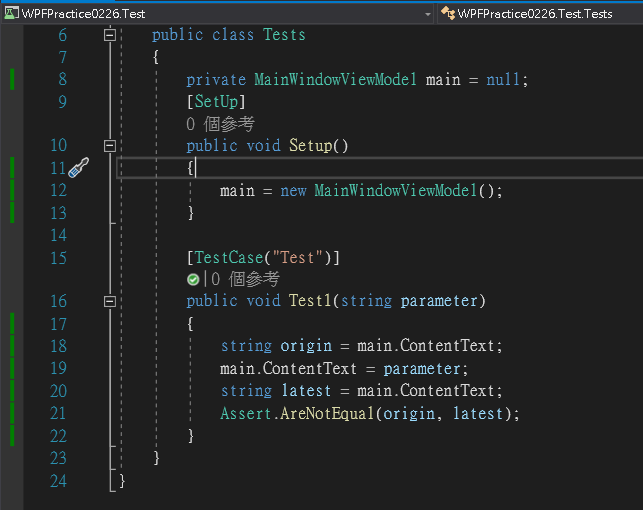 WPFPractice0226.Test WPFPractice0226.Test.Tests
6 public class Tests
7 {
8 private MainWindowViewModel main = null;
9 [SetUp]
0 個參考
10 public void Setup()
11 {
12 main = new MainWindowViewModel();
13 }
14
15 [TestCase("Test")]
|0 個參考
16 public void Test1(string parameter)
17 {
18 string origin = main.ContentText;
19 main.ContentText = parameter;
20 string latest = main.ContentText;
21 Assert.AreNotEqual(origin, latest);
22 }
23 }
24 }